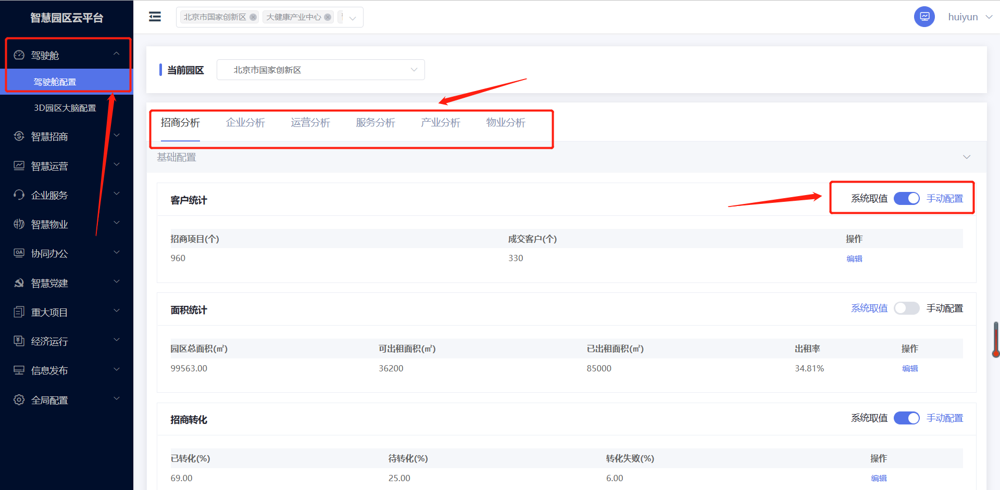 智慧园区云平台
北京市国家创新区
大健康产业中心
huiyun
驾驶舱
驾驶舱配置
3D园区大脑配置
智慧招商
智慧运营
企业服务
智慧物业
OA
协同办公
智慧党建
重大项目
经济运行
信息发布
全局配置
当前园区
北京市国家创新区
招商分析 企业分析 运营分析 服务分析 产业分析 物业分析
基础配置
客户统计
系统取值 手动配置
招商项目(个) 成交客户(个) 操作
960 330 编辑
面积统计
系统取值 手动配置
园区总面积(㎡) 可出租面积(㎡) 已出租面积(㎡) 出租率 操作
99563.00 36200 85000 34.81% 编辑
招商转化
系统取值 手动配置
已转化(%) 待转化(%) 转化失败(%) 操作
69.00 25.00 6.00 编辑